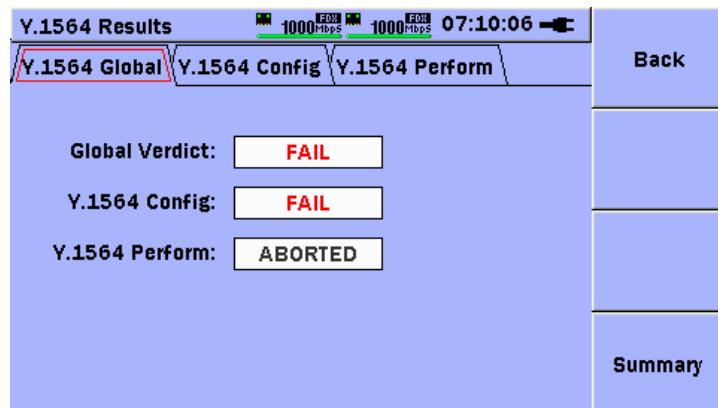 Y.1564 Results 1000 FDX Mbps 1000 FDX Mbps 07:10:06
Y.1564 Global Y.1564 Config Y.1564 Perform
Back
Global Verdict: FAIL
Y.1564 Config: FAIL
Y.1564 Perform: ABORTED
Summary